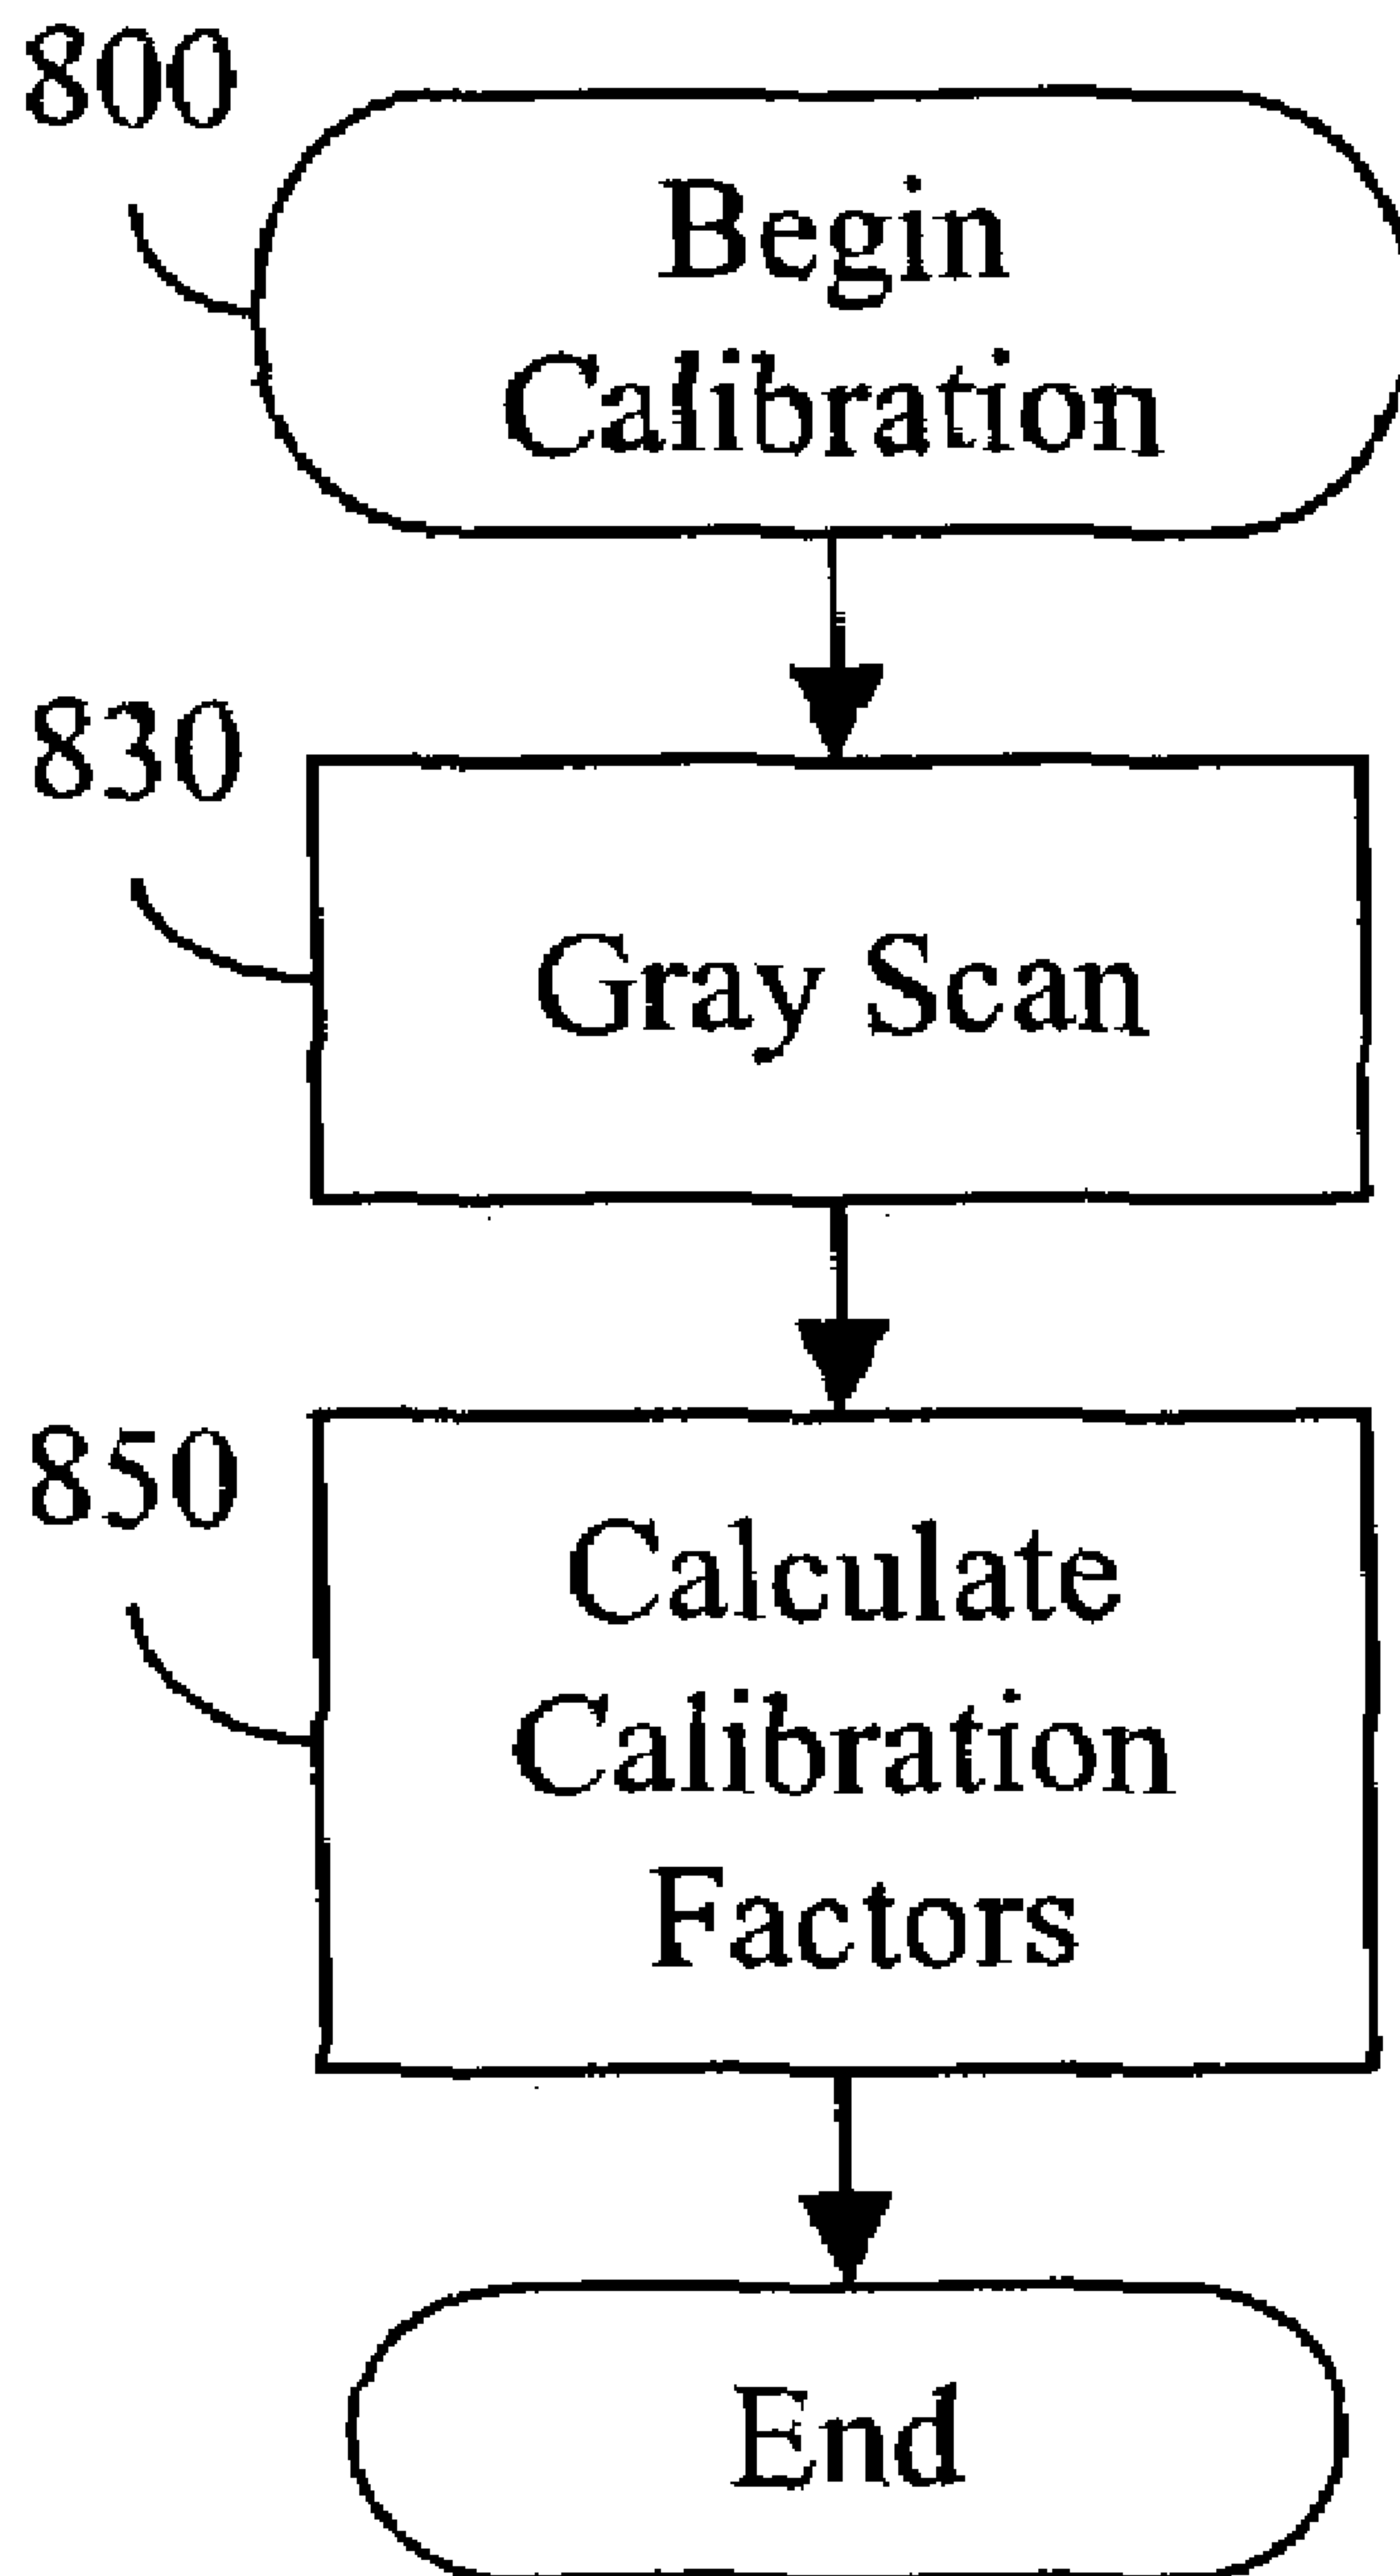 800
Begin
Calibration
830
Gray Scan
850
Calculate
Calibration
Factors
End